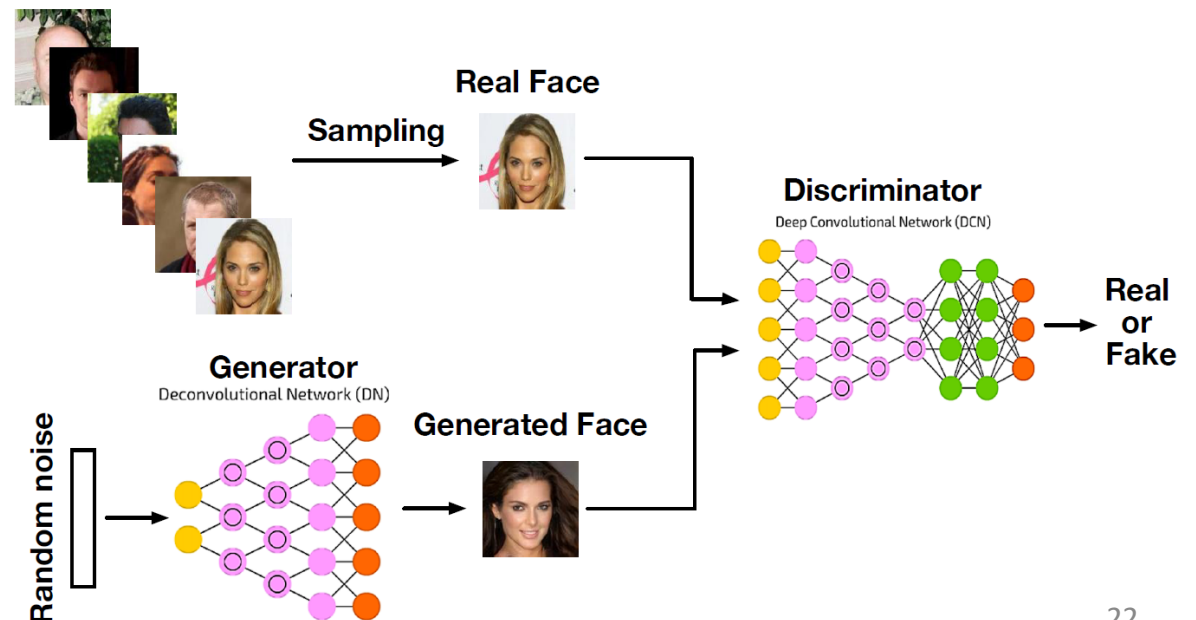 Real Face
Sampling
Discriminator
Deep Convolutional Network (DCN)
Real
or
Fake
Generator
Deconvolutional Network (DN)
Generated Face
Random noise
22